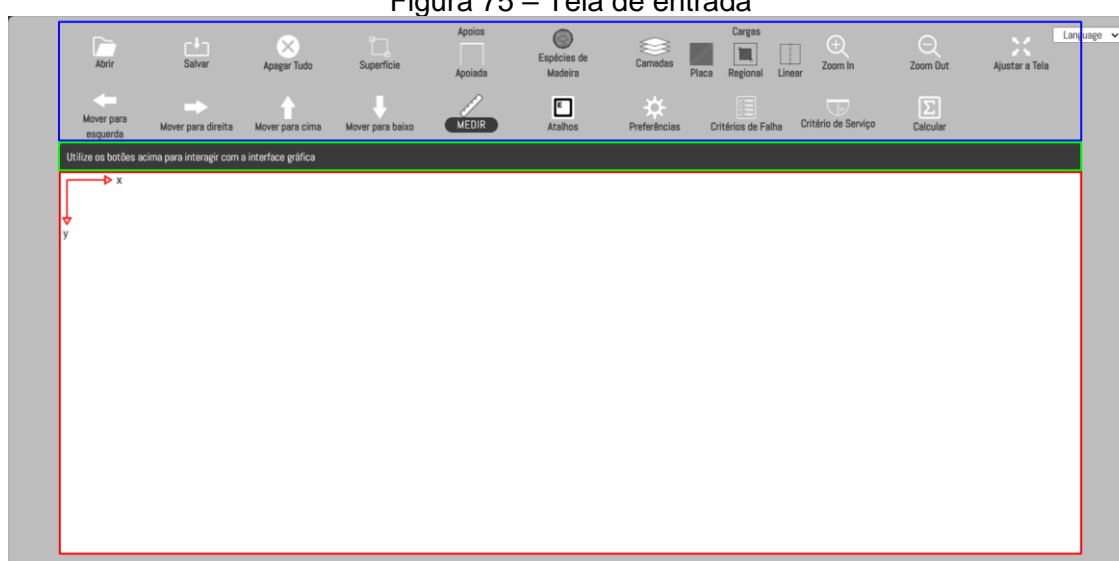 Figura 75 – Tela de entrada
Language
Abrir
Salvar
Apagar Tudo
Superfície
Apoios
Apoiada
Espécies de
Madeira
Camadas
Cargas
Placa
Regional
Linear
Zoom In
Zoom Out
Ajustar a Tela
Mover para
esquerda
Mover para direita
Mover para cima
Mover para baixo
MEDIR
Atalhos
Preferências
Critérios de Falha
Critério de Serviço
Calcular
Utilize os botões acima para interagir com a interface gráfica
x
y